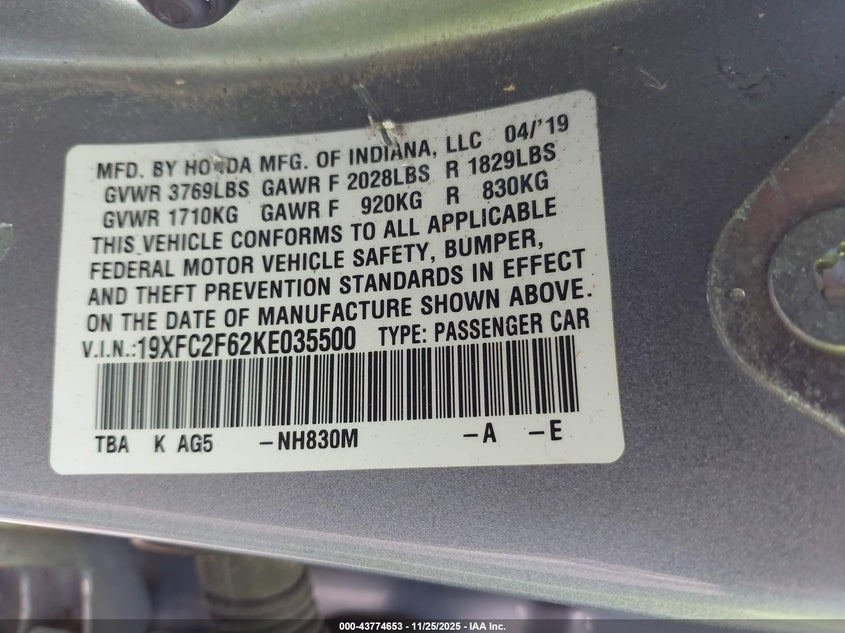 MFD. BY HONDA MFG. OF INDIANA, LLC 04/'19
GVWR 3769LBS GAWR F 2028LBS R 1829LBS
GVWR 1710KG GAWR F 920KG R 830KG
THIS VEHICLE CONFORMS TO ALL APPLICABLE
FEDERAL MOTOR VEHICLE SAFETY, BUMPER,
AND THEFT PREVENTION STANDARDS IN EFFECT
ON THE DATE OF MANUFACTURE SHOWN ABOVE.
V.I.N.:19XFC2F62KE035500 TYPE: PASSENGER CAR
TBA K AG5 –NH830M –A –E
000-43774653 | 11/25/2025 – IAA Inc.